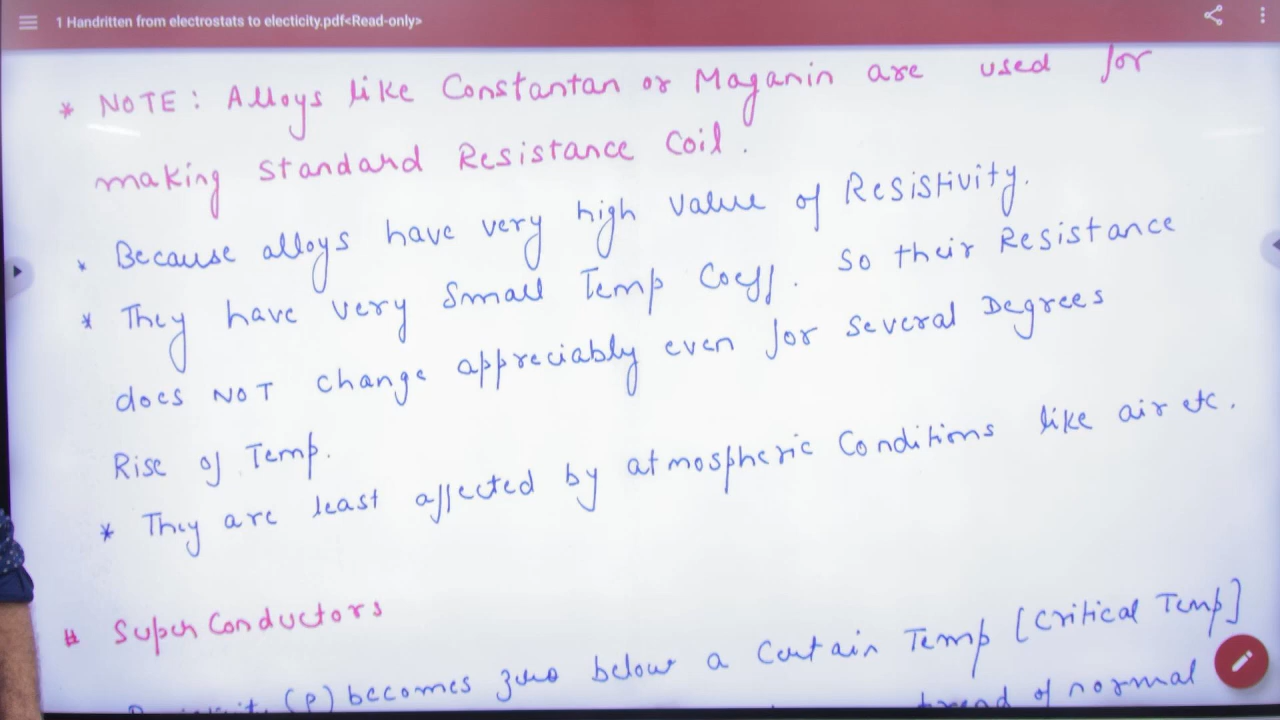 1 Handritten from electrostats to electicity.pdf<Read-only>
* NOTE: Alloys like Constantan or Maganin are used for
making standard Resistance Coil.
* Because alloys have very high value of Resistivity.
* They have very small Temp Coeff. So their Resistance
does NOT change appreciably even for several Degrees
Rise of Temp.
* They are least affected by atmospheric Conditions like air etc.
# Super Conductors
(ρ) becomes zero below a certain Temp [Critical Temp]
trend of normal